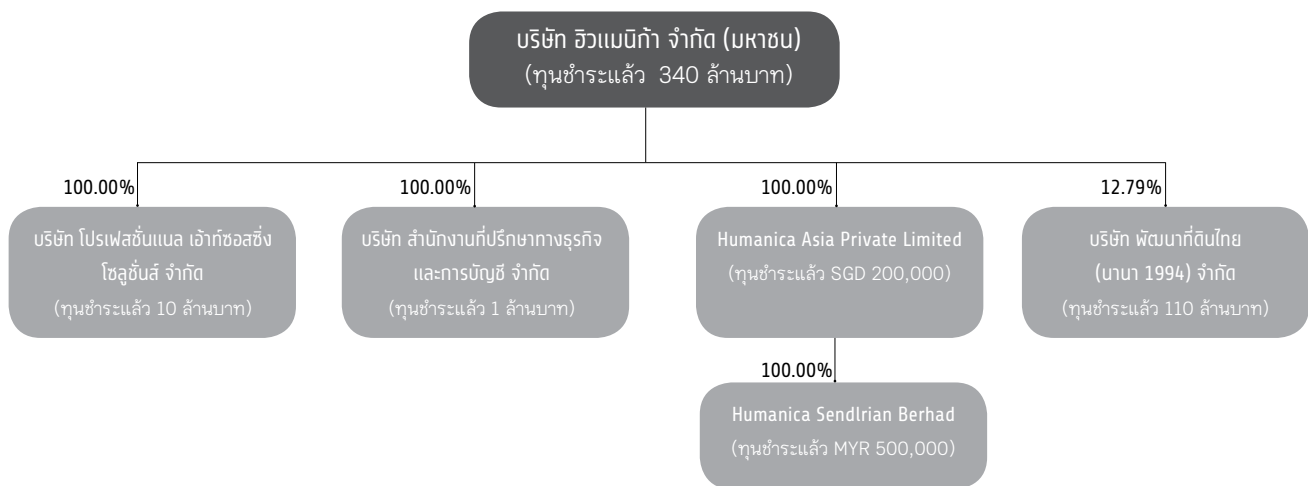 บริษัท ฮิวแมนิก้า จำกัด (มหาชน)
(ทุนชำระแล้ว 340 ล้านบาท)
100.00%
บริษัท โปรเฟสชั่นแนล เอ้าท์ซอสซิ่ง
โซลูชั่นส์ จำกัด
(ทุนชำระแล้ว 10 ล้านบาท)
100.00%
บริษัท สำนักงานที่ปรึกษาทางธุรกิจ
และการบัญชี จำกัด
(ทุนชำระแล้ว 1 ล้านบาท)
100.00%
Humanica Asia Private Limited
(ทุนชำระแล้ว SGD 200,000)
12.79%
บริษัท พัฒนาที่ดินไทย
(นานา 1994) จำกัด
(ทุนชำระแล้ว 110 ล้านบาท)
100.00%
Humanica Sendlrian Berhad
(ทุนชำระแล้ว MYR 500,000)